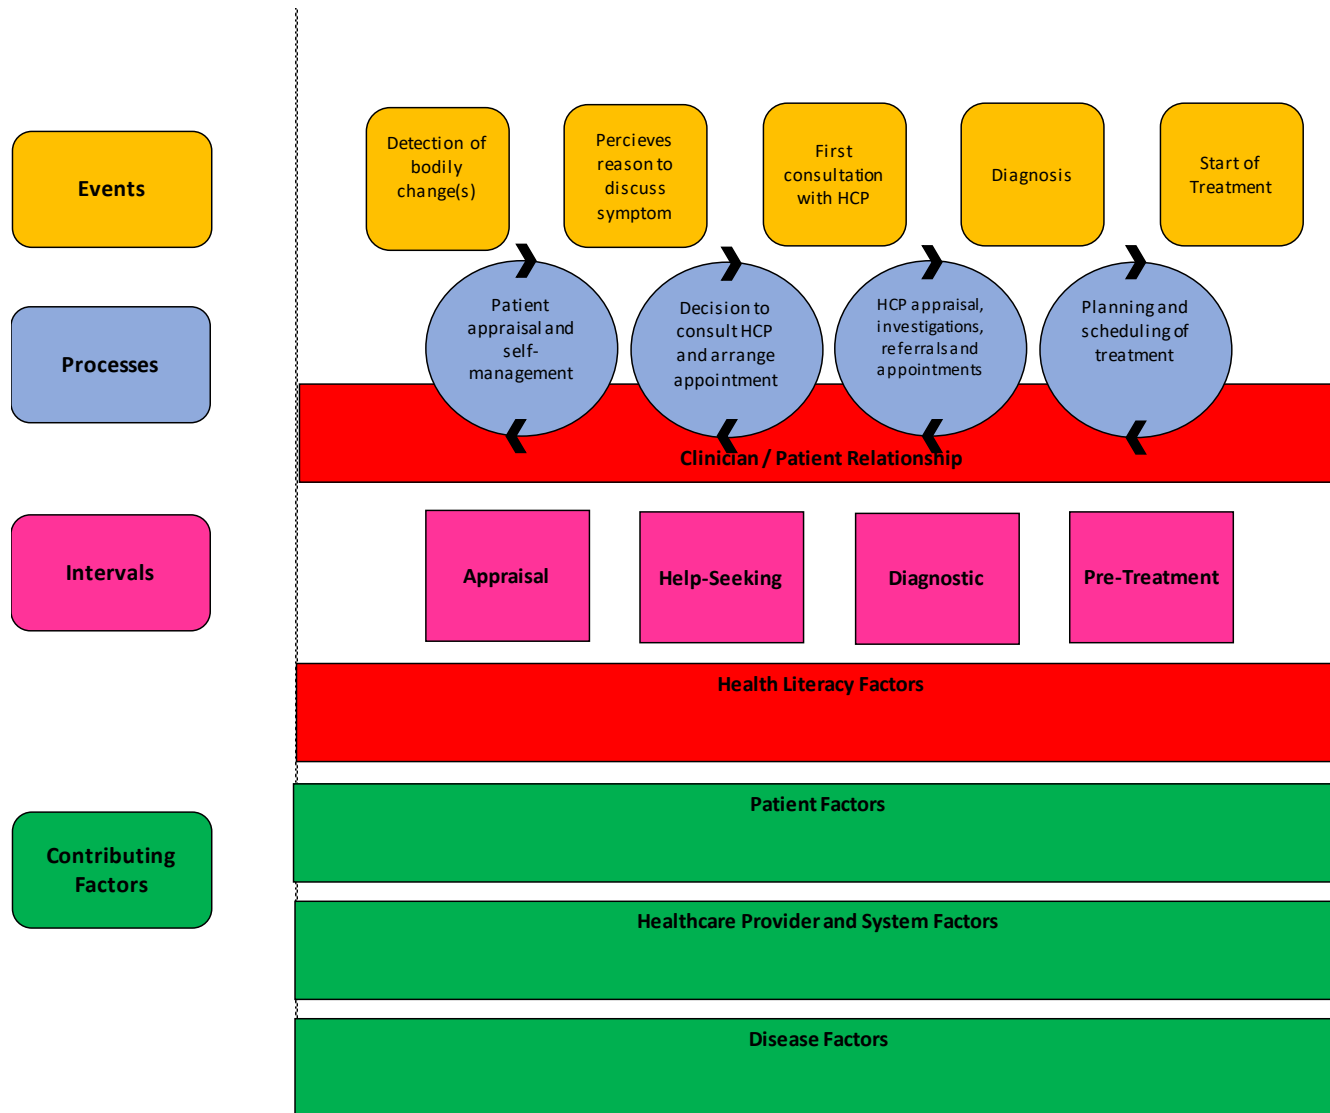 Events
Detection of
bodily
change(s)
Percieves
reason to
discuss
symptom
First
consultation
with HCP
Diagnosis
Start of
Treatment
Processes
Patient
appraisal and
self-
management
Decision to
consult HCP
and arrange
appointment
HCP appraisal,
investigations,
referrals and
appointments
Planning and
scheduling of
treatment
Clinician / Patient Relationship
Intervals
Appraisal
Help-Seeking
Diagnostic
Pre-Treatment
Health Literacy Factors
Contributing
Factors
Patient Factors
Healthcare Provider and System Factors
Disease Factors